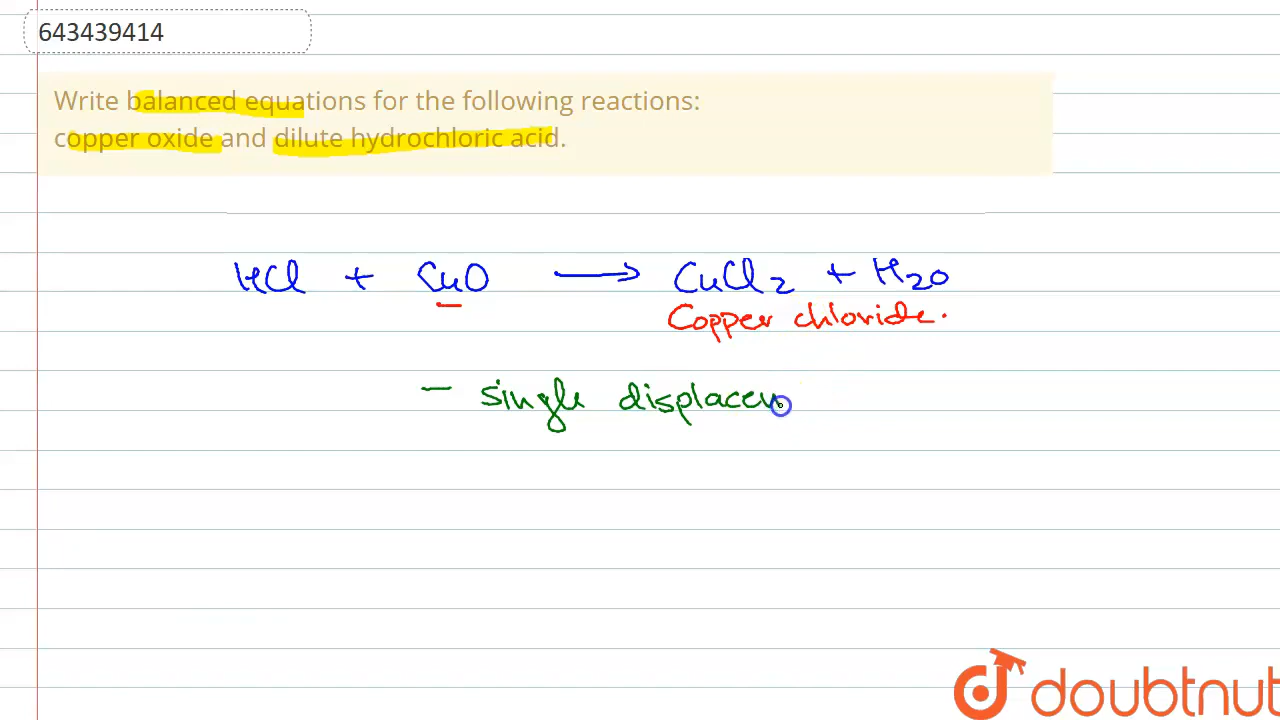 643439414
Write balanced equations for the following reactions:
copper oxide and dilute hydrochloric acid.
HCl + CuO → CuCl2 + H2O
Copper chloride.
- single displacem
doubtnut